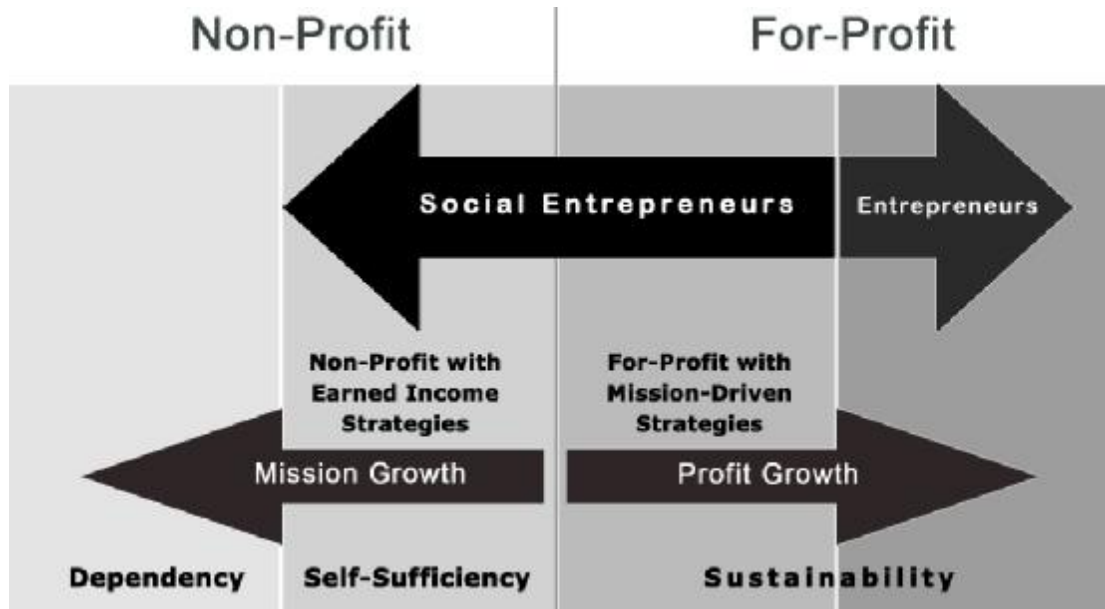 Non-Profit
For-Profit
Social Entrepreneurs
Entrepreneurs
Non-Profit with
Earned Income
Strategies
For-Profit with
Mission-Driven
Strategies
Mission Growth
Profit Growth
Dependency
Self-Sufficiency
Sustainability